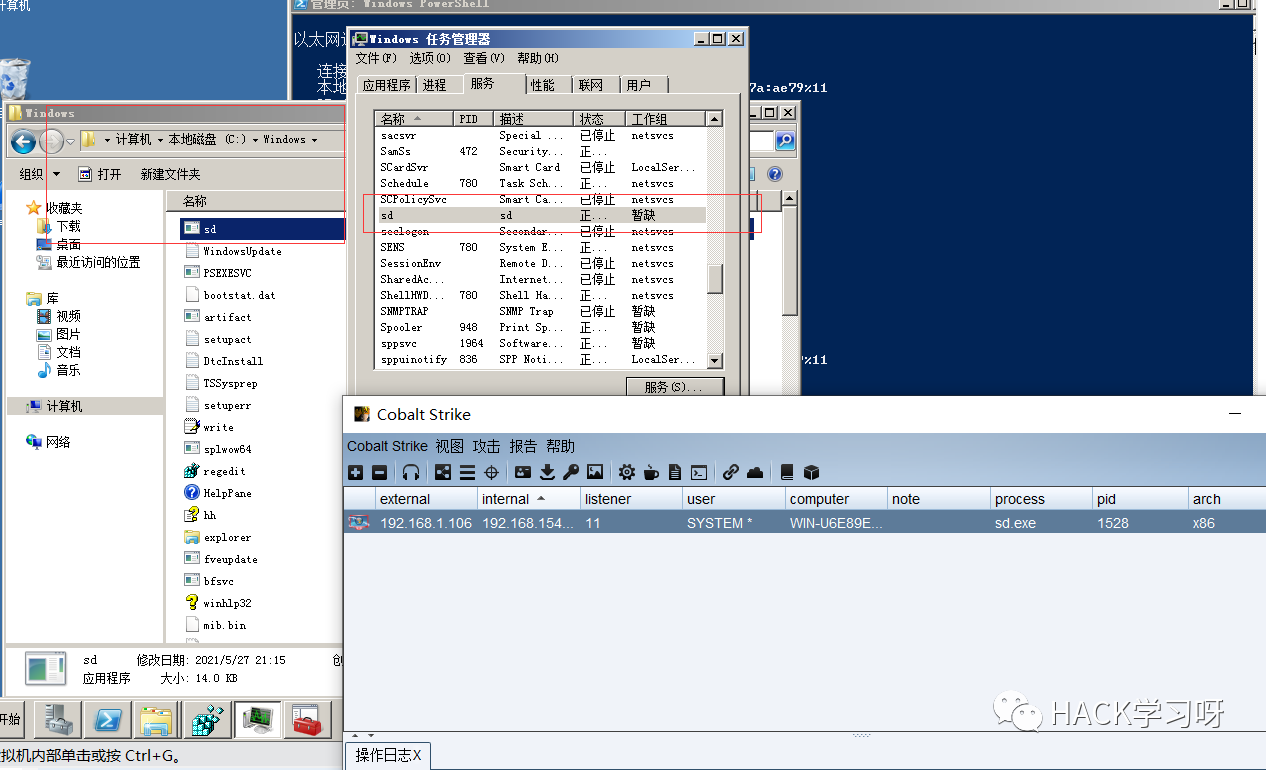 计算机
管理员: Windows PowerShell
以太网
连接
本地
7a:ae79%11
%11
Windows 任务管理器
文件(F) 选项(O) 查看(V) 帮助(H)
应用程序 进程 服务 性能 联网 用户
名称 PID 描述 状态 工作组
sacsvr Special ... 已停止 netsvcs
SamSs 472 Security... 正...
SCardSvr Smart Card 已停止 LocalSer...
Schedule 780 Task Sch... 正... netsvcs
SCPolicySvc Smart Ca... 已停止 netsvcs
sd sd 正... 暂缺
seclogon Secondar... 已停止 netsvcs
SENS 780 System E... 正... netsvcs
SessionEnv Remote D... 已停止 netsvcs
SharedAc... Internet... 已停止 netsvcs
ShellHWD... 780 Shell Ha... 正... netsvcs
SNMPTRAP SNMP Trap 已停止 暂缺
Spooler 948 Print Sp... 正... 暂缺
sppsvc 1964 Software... 正... 暂缺
sppuinotify 836 SPP Noti... 正... LocalSer...
服务(S)...
Windows
计算机 本地磁盘 (C:) Windows
组织 打开 新建文件夹
收藏夹
下载
桌面
最近访问的位置
库
视频
图片
文档
音乐
计算机
网络
名称
sd
WindowsUpdate
PSEXESVC
bootstat.dat
artifact
setupact
DtcInstall
TSSysprep
setuperr
write
splwow64
regedit
HelpPane
hh
explorer
fveupdate
bfsvc
winhlp32
mib.bin
sd 修改日期: 2021/5/27 21:15 创
应用程序 大小: 14.0 KB
开始
拟机内部单击或按 Ctrl+G。
Cobalt Strike
Cobalt Strike 视图 攻击 报告 帮助
external internal listener user computer note process pid arch
192.168.1.106 192.168.154... 11 SYSTEM * WIN-U6E89E... sd.exe 1528 x86
操作日志X
HACK学习呀